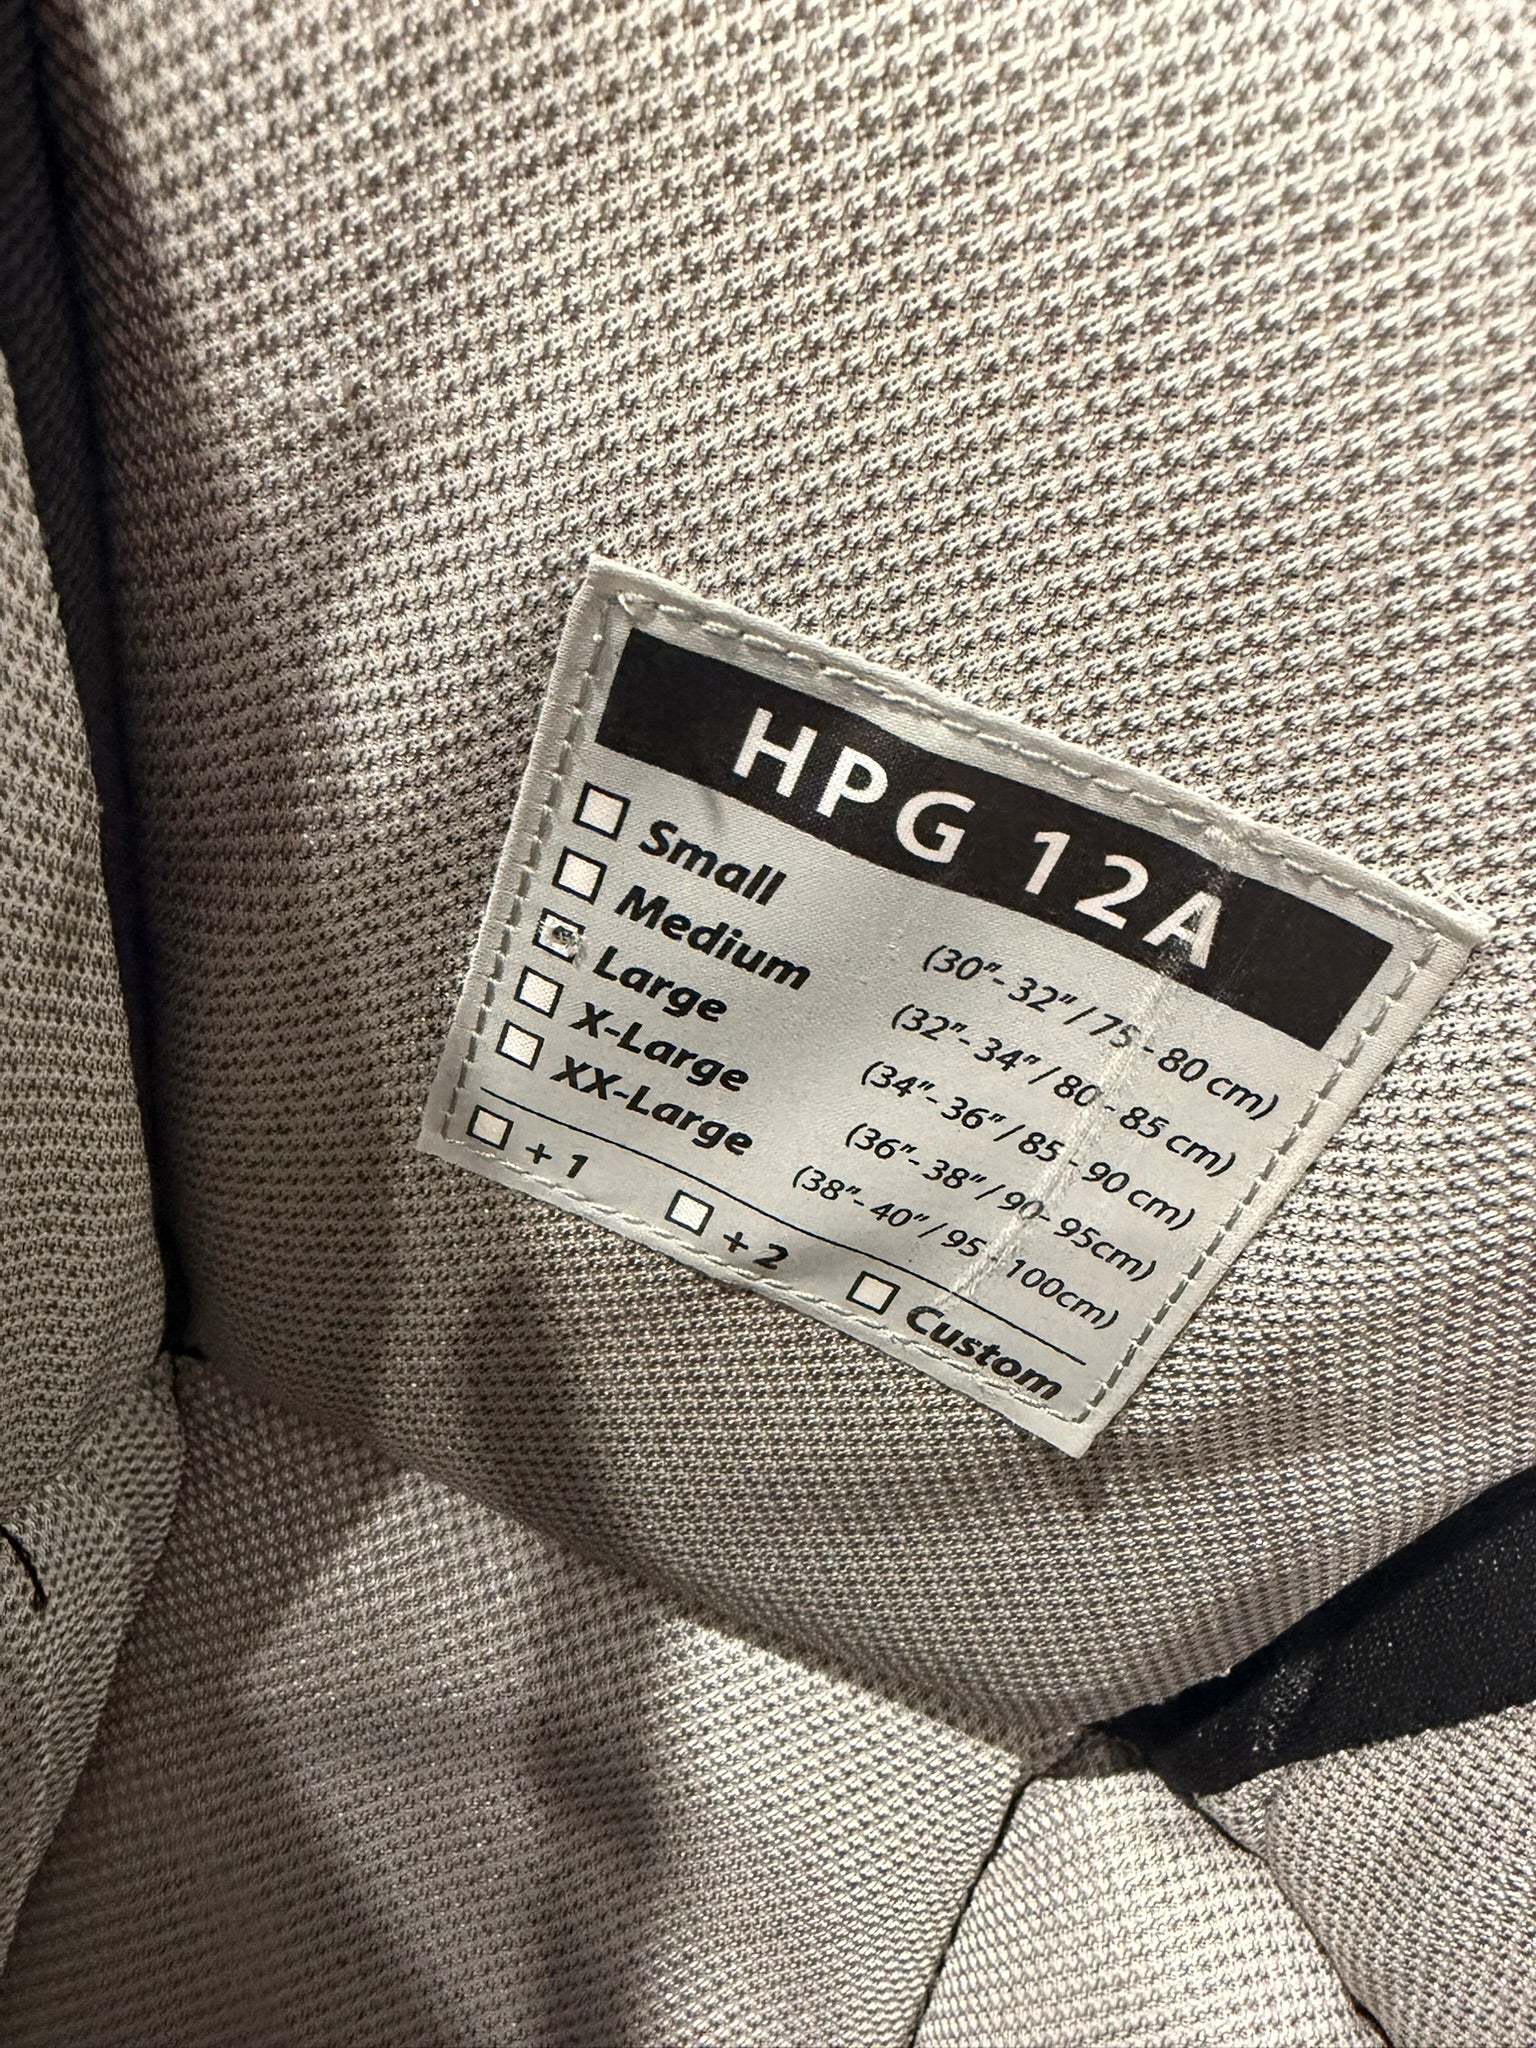 HPG 12A
Small (30"-32" / 75-80 cm)
Medium (32"-34" / 80-85 cm)
Large (34"-36" / 85-90 cm)
X-Large (36"-38" / 90-95cm)
XX-Large (38"-40" / 95-100cm)
+ 1 + 2 Custom